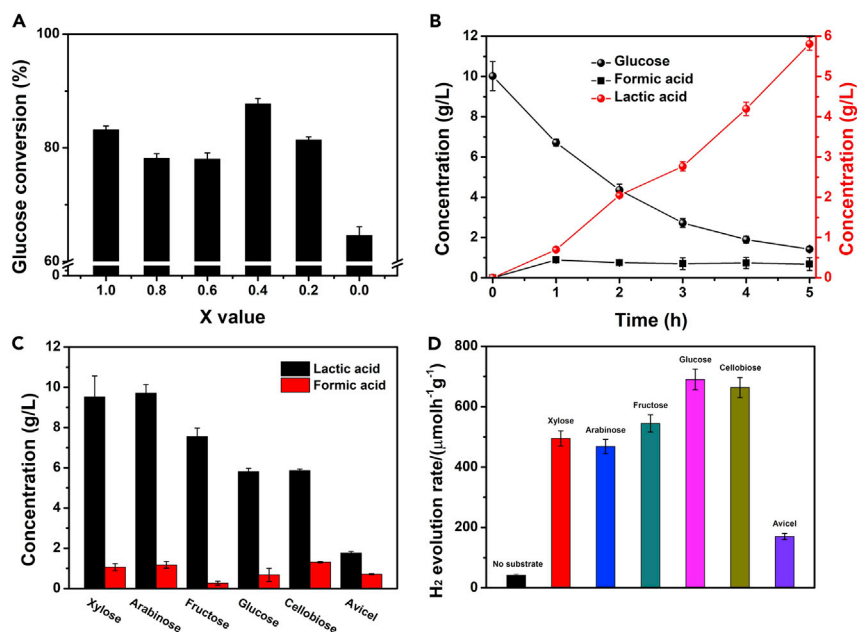 A
Glucose conversion (%)
100
80
60
0
1.0 0.8 0.6 0.4 0.2 0.0
X value
B
Concentration (g/L)
12
10
8
6
4
2
0
Glucose
Formic acid
Lactic acid
6
5
4
3
2
1
0
Concentration (g/L)
0 1 2 3 4 5
Time (h)
C
Concentration (g/L)
12
10
8
6
4
2
0
Lactic acid
Formic acid
Xylose
Arabinose
Fructose
Glucose
Cellobiose
Avicel
D
H₂ evolution rate/(μmolh⁻¹g⁻¹)
800
600
400
200
0
No substrate
Xylose
Arabinose
Fructose
Glucose
Cellobiose
Avicel